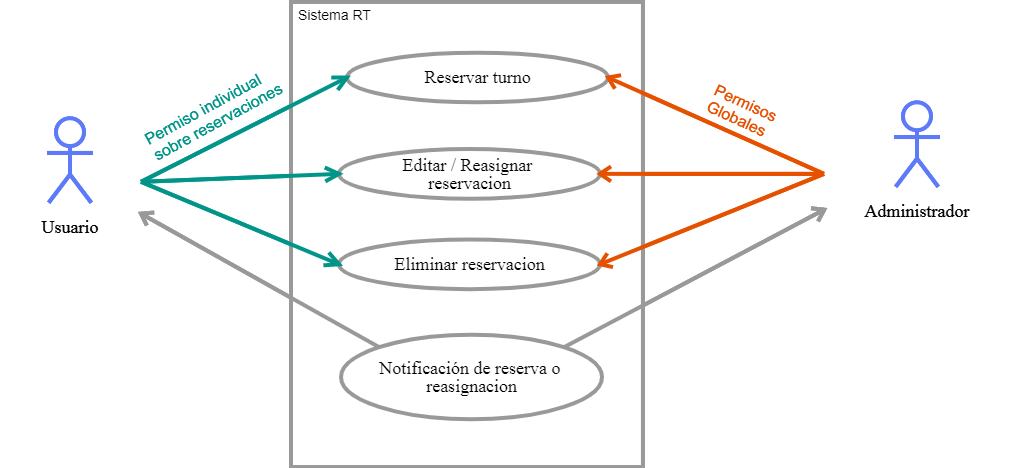 Sistema RT
Reservar turno
Permiso individual
sobre reservaciones
Permisos
Globales
Editar / Reasignar
reservacion
Usuario
Administrador
Eliminar reservacion
Notificación de reserva o
reasignacion